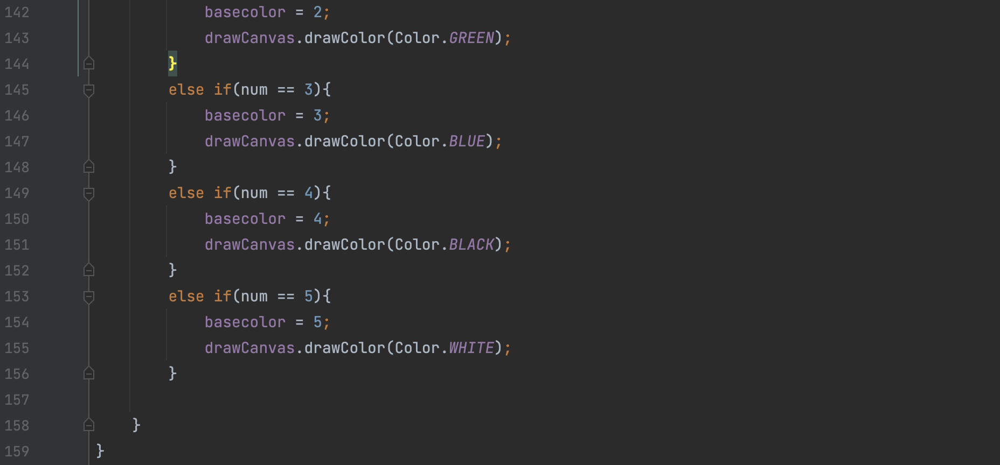 142 basecolor = 2;
143 drawCanvas.drawColor(Color.GREEN);
144 }
145 else if(num == 3){
146 basecolor = 3;
147 drawCanvas.drawColor(Color.BLUE);
148 }
149 else if(num == 4){
150 basecolor = 4;
151 drawCanvas.drawColor(Color.BLACK);
152 }
153 else if(num == 5){
154 basecolor = 5;
155 drawCanvas.drawColor(Color.WHITE);
156 }
157
158 }
159 }